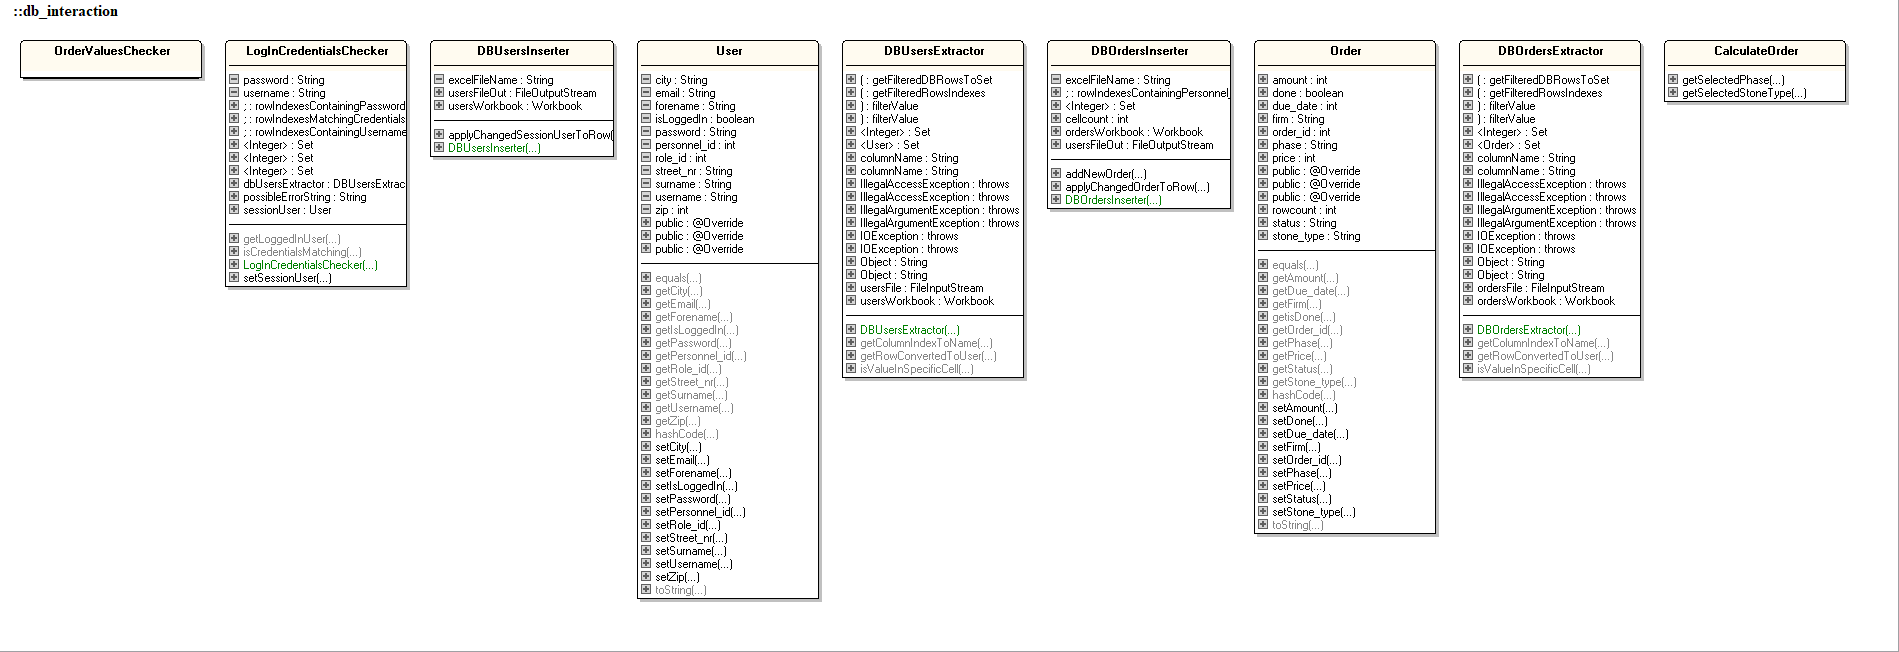 ::db_interaction
OrderValuesChecker
LogInCredentialsChecker
password : String
username : String
; : rowIndexesContainingPassword
; : rowIndexesMatchingCredentials
; : rowIndexesContainingUsername
<Integer> : Set
<Integer> : Set
<Integer> : Set
dbUsersExtractor : DBUsersExtrac
possibleErrorString : String
sessionUser : User
getLoggedInUser(...)
isCredentialsMatching(...)
LogInCredentialsChecker(...)
setSessionUser(...)
DBUsersInserter
excelFileName : String
usersFileOut : FileOutputStream
usersWorkbook : Workbook
applyChangedSessionUserToRow(
DBUsersInserter(...)
User
city : String
email : String
forename : String
isLoggedIn : boolean
password : String
personnel_id : int
role_id : int
street_nr : String
surname : String
username : String
zip : int
public : @Override
public : @Override
public : @Override
equals(...)
getCity(...)
getEmail(...)
getForename(...)
getIsLoggedIn(...)
getPassword(...)
getPersonnel_id(...)
getRole_id(...)
getStreet_nr(...)
getSurname(...)
getUsername(...)
getZip(...)
hashCode(...)
setCity(...)
setEmail(...)
setForename(...)
setIsLoggedIn(...)
setPassword(...)
setPersonnel_id(...)
setRole_id(...)
setStreet_nr(...)
setSurname(...)
setUsername(...)
setZip(...)
toString(...)
DBUsersExtractor
( : getFilteredDBRowsToSet
( : getFilteredRowsIndexes
) : filterValue
) : filterValue
<Integer> : Set
<User> : Set
columnName : String
columnName : String
IllegalAccessException : throws
IllegalAccessException : throws
IllegalArgumentException : throws
IllegalArgumentException : throws
IOException : throws
IOException : throws
Object : String
Object : String
usersFile : FileInputStream
usersWorkbook : Workbook
DBUsersExtractor(...)
getColumnIndexToName(...)
getRowConvertedToUser(...)
isValueInSpecificCell(...)
DBOrdersInserter
excelFileName : String
; : rowIndexesContainingPersonnel_
<Integer> : Set
cellcount : int
ordersWorkbook : Workbook
usersFileOut : FileOutputStream
addNewOrder(...)
applyChangedOrderToRow(...)
DBOrdersInserter(...)
Order
amount : int
done : boolean
due_date : int
firm : String
order_id : int
phase : String
price : int
public : @Override
public : @Override
public : @Override
rowcount : int
status : String
stone_type : String
equals(...)
getAmount(...)
getDue_date(...)
getFirm(...)
getisDone(...)
getOrder_id(...)
getPhase(...)
getPrice(...)
getStatus(...)
getStone_type(...)
hashCode(...)
setAmount(...)
setDone(...)
setDue_date(...)
setFirm(...)
setOrder_id(...)
setPhase(...)
setPrice(...)
setStatus(...)
setStone_type(...)
toString(...)
DBOrdersExtractor
( : getFilteredDBRowsToSet
( : getFilteredRowsIndexes
) : filterValue
) : filterValue
<Integer> : Set
<Order> : Set
columnName : String
columnName : String
IllegalAccessException : throws
IllegalAccessException : throws
IllegalArgumentException : throws
IllegalArgumentException : throws
IOException : throws
IOException : throws
Object : String
Object : String
ordersFile : FileInputStream
ordersWorkbook : Workbook
DBOrdersExtractor(...)
getColumnIndexToName(...)
getRowConvertedToUser(...)
isValueInSpecificCell(...)
CalculateOrder
getSelectedPhase(...)
getSelectedStoneType(...)